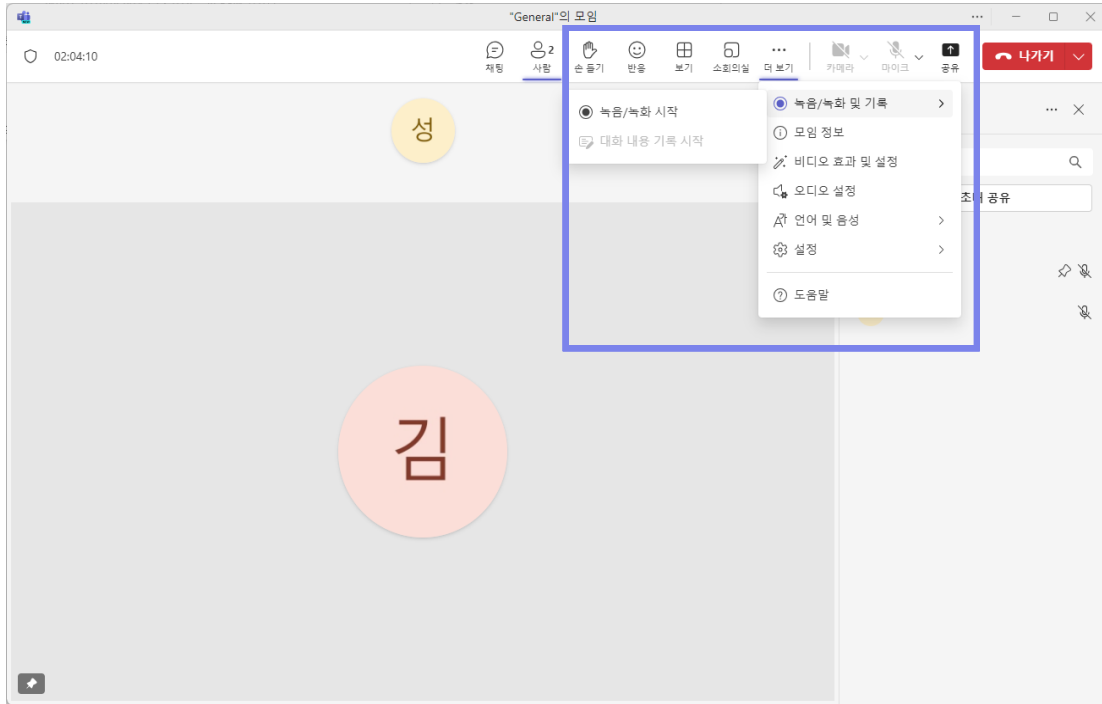 "General"의 모임
02:04:10
채팅
2
사람
손 들기
반응
보기
소회의실
더 보기
카메라
마이크
공유
나가기
녹음/녹화 시작
대화 내용 기록 시작
녹음/녹화 및 기록
모임 정보
비디오 효과 및 설정
오디오 설정
언어 및 음성
설정
도움말
공유
성
김